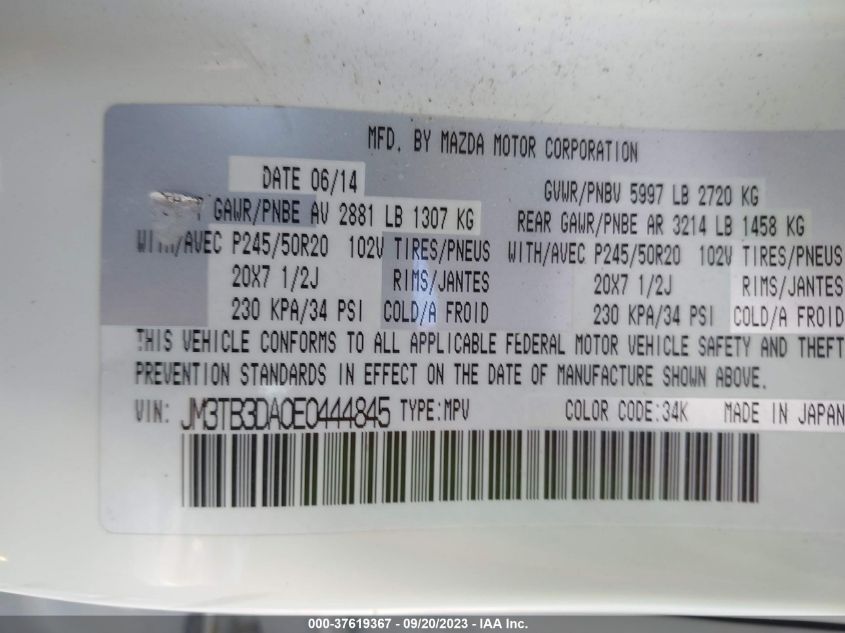 MFD. BY MAZDA MOTOR CORPORATION
DATE 06/14 GVWR/PNBV 5997 LB 2720 KG
GAWR/PNBE AV 2881 LB 1307 KG REAR GAWR/PNBE AR 3214 LB 1458 KG
WITH/AVEC P245/50R20 102V TIRES/PNEUS WITH/AVEC P245/50R20 102V TIRES/PNEUS
20X7 1/2J RIMS/JANTES 20X7 1/2J RIMS/JANTES
230 KPA/34 PSI COLD/A FROID 230 KPA/34 PSI COLD/A FROID
THIS VEHICLE CONFORMS TO ALL APPLICABLE FEDERAL MOTOR VEHICLE SAFETY AND THEFT
PREVENTION STANDARDS IN EFFECT ON THE DATE OF MANUFACTURE SHOWN ABOVE.
VIN: JM3TB3DA0E0444845 TYPE:MPV COLOR CODE:34K MADE IN JAPAN
000-37619367 - 09/20/2023 - IAA Inc.